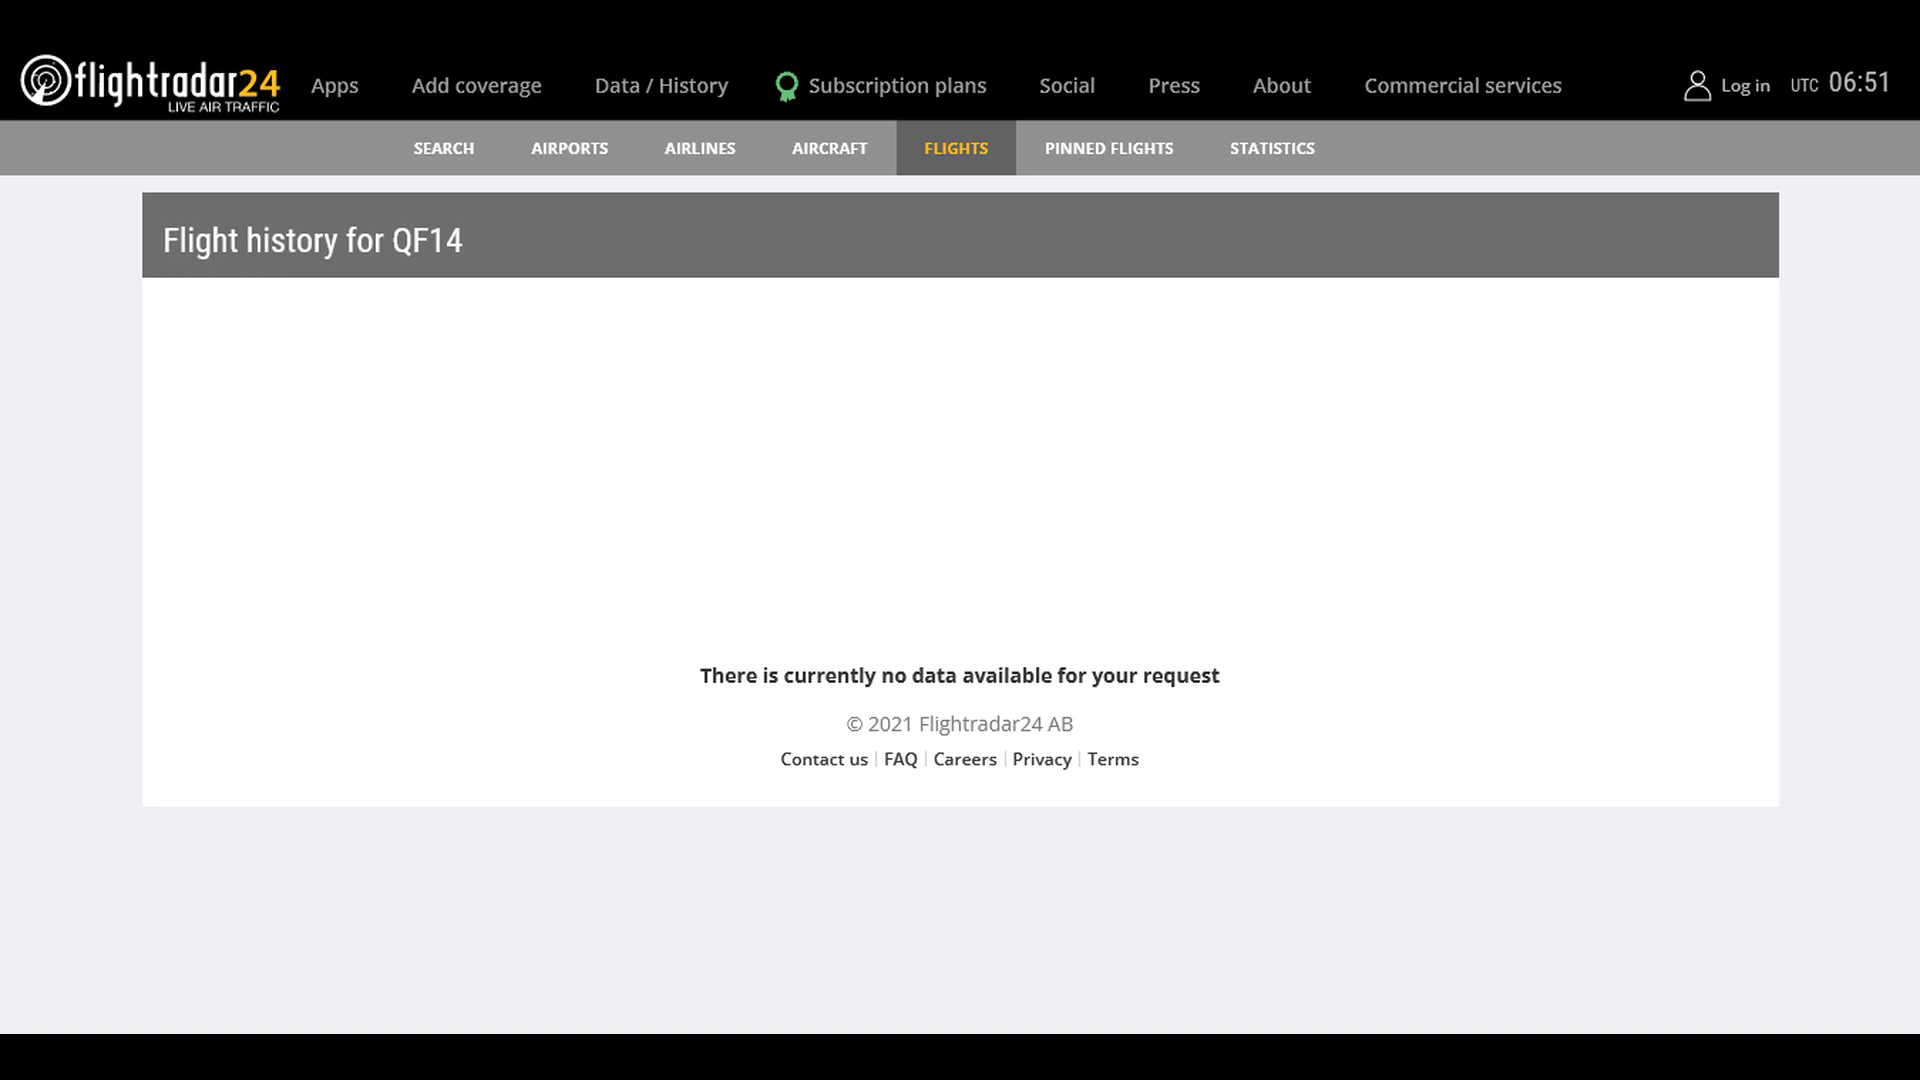 flightradar24
LIVE AIR TRAFFIC
Apps
Add coverage
Data / History
Subscription plans
Social
Press
About
Commercial services
Log in
UTC 06:51
SEARCH
AIRPORTS
AIRLINES
AIRCRAFT
FLIGHTS
PINNED FLIGHTS
STATISTICS
Flight history for QF14
There is currently no data available for your request
© 2021 Flightradar24 AB
Contact us | FAQ | Careers | Privacy | Terms